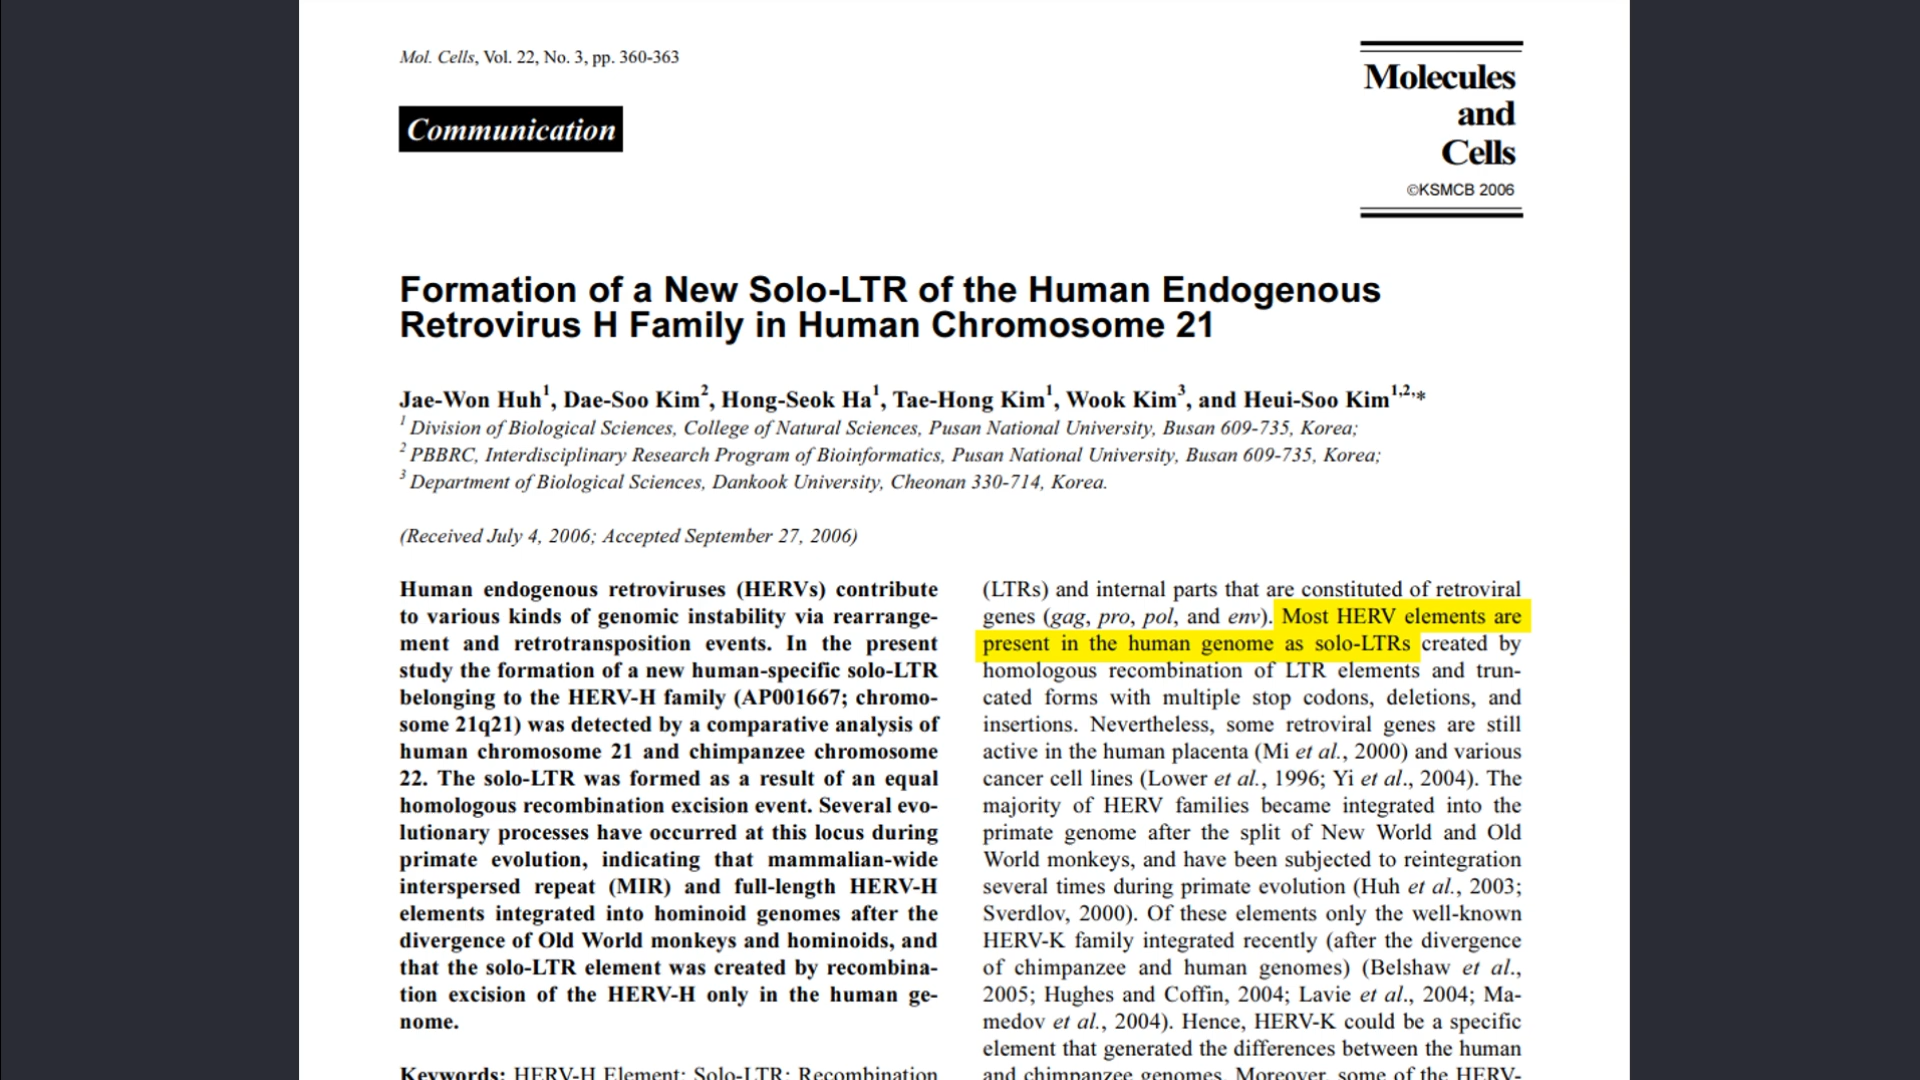 Mol. Cells, Vol. 22, No. 3, pp. 360-363
Communication
Molecules
and
Cells
©KSMCB 2006
Formation of a New Solo-LTR of the Human Endogenous
Retrovirus H Family in Human Chromosome 21
Jae-Won Huh1, Dae-Soo Kim2, Hong-Seok Ha1, Tae-Hong Kim1, Wook Kim3, and Heui-Soo Kim1,2,*
1 Division of Biological Sciences, College of Natural Sciences, Pusan National University, Busan 609-735, Korea;
2 PBBRC, Interdisciplinary Research Program of Bioinformatics, Pusan National University, Busan 609-735, Korea;
3 Department of Biological Sciences, Dankook University, Cheonan 330-714, Korea.
(Received July 4, 2006; Accepted September 27, 2006)
Human endogenous retroviruses (HERVs) contribute
to various kinds of genomic instability via rearrange-
ment and retrotransposition events. In the present
study the formation of a new human-specific solo-LTR
belonging to the HERV-H family (AP001667; chromo-
some 21q21) was detected by a comparative analysis of
human chromosome 21 and chimpanzee chromosome
22. The solo-LTR was formed as a result of an equal
homologous recombination excision event. Several evo-
lutionary processes have occurred at this locus during
primate evolution, indicating that mammalian-wide
interspersed repeat (MIR) and full-length HERV-H
elements integrated into hominoid genomes after the
divergence of Old World monkeys and hominoids, and
that the solo-LTR element was created by recombina-
tion excision of the HERV-H only in the human ge-
nome.
Keywords: HERV-H Element; Solo-LTR; Recombination
(LTRs) and internal parts that are constituted of retroviral
genes (gag, pro, pol, and env). Most HERV elements are
present in the human genome as solo-LTRs created by
homologous recombination of LTR elements and trun-
cated forms with multiple stop codons, deletions, and
insertions. Nevertheless, some retroviral genes are still
active in the human placenta (Mi et al., 2000) and various
cancer cell lines (Lower et al., 1996; Yi et al., 2004). The
majority of HERV families became integrated into the
primate genome after the split of New World and Old
World monkeys, and have been subjected to reintegration
several times during primate evolution (Huh et al., 2003;
Sverdlov, 2000). Of these elements only the well-known
HERV-K family integrated recently (after the divergence
of chimpanzee and human genomes) (Belshaw et al.,
2005; Hughes and Coffin, 2004; Lavie et al., 2004; Ma-
medov et al., 2004). Hence, HERV-K could be a specific
element that generated the differences between the human
and chimpanzee genomes. Moreover, some of the HERV-